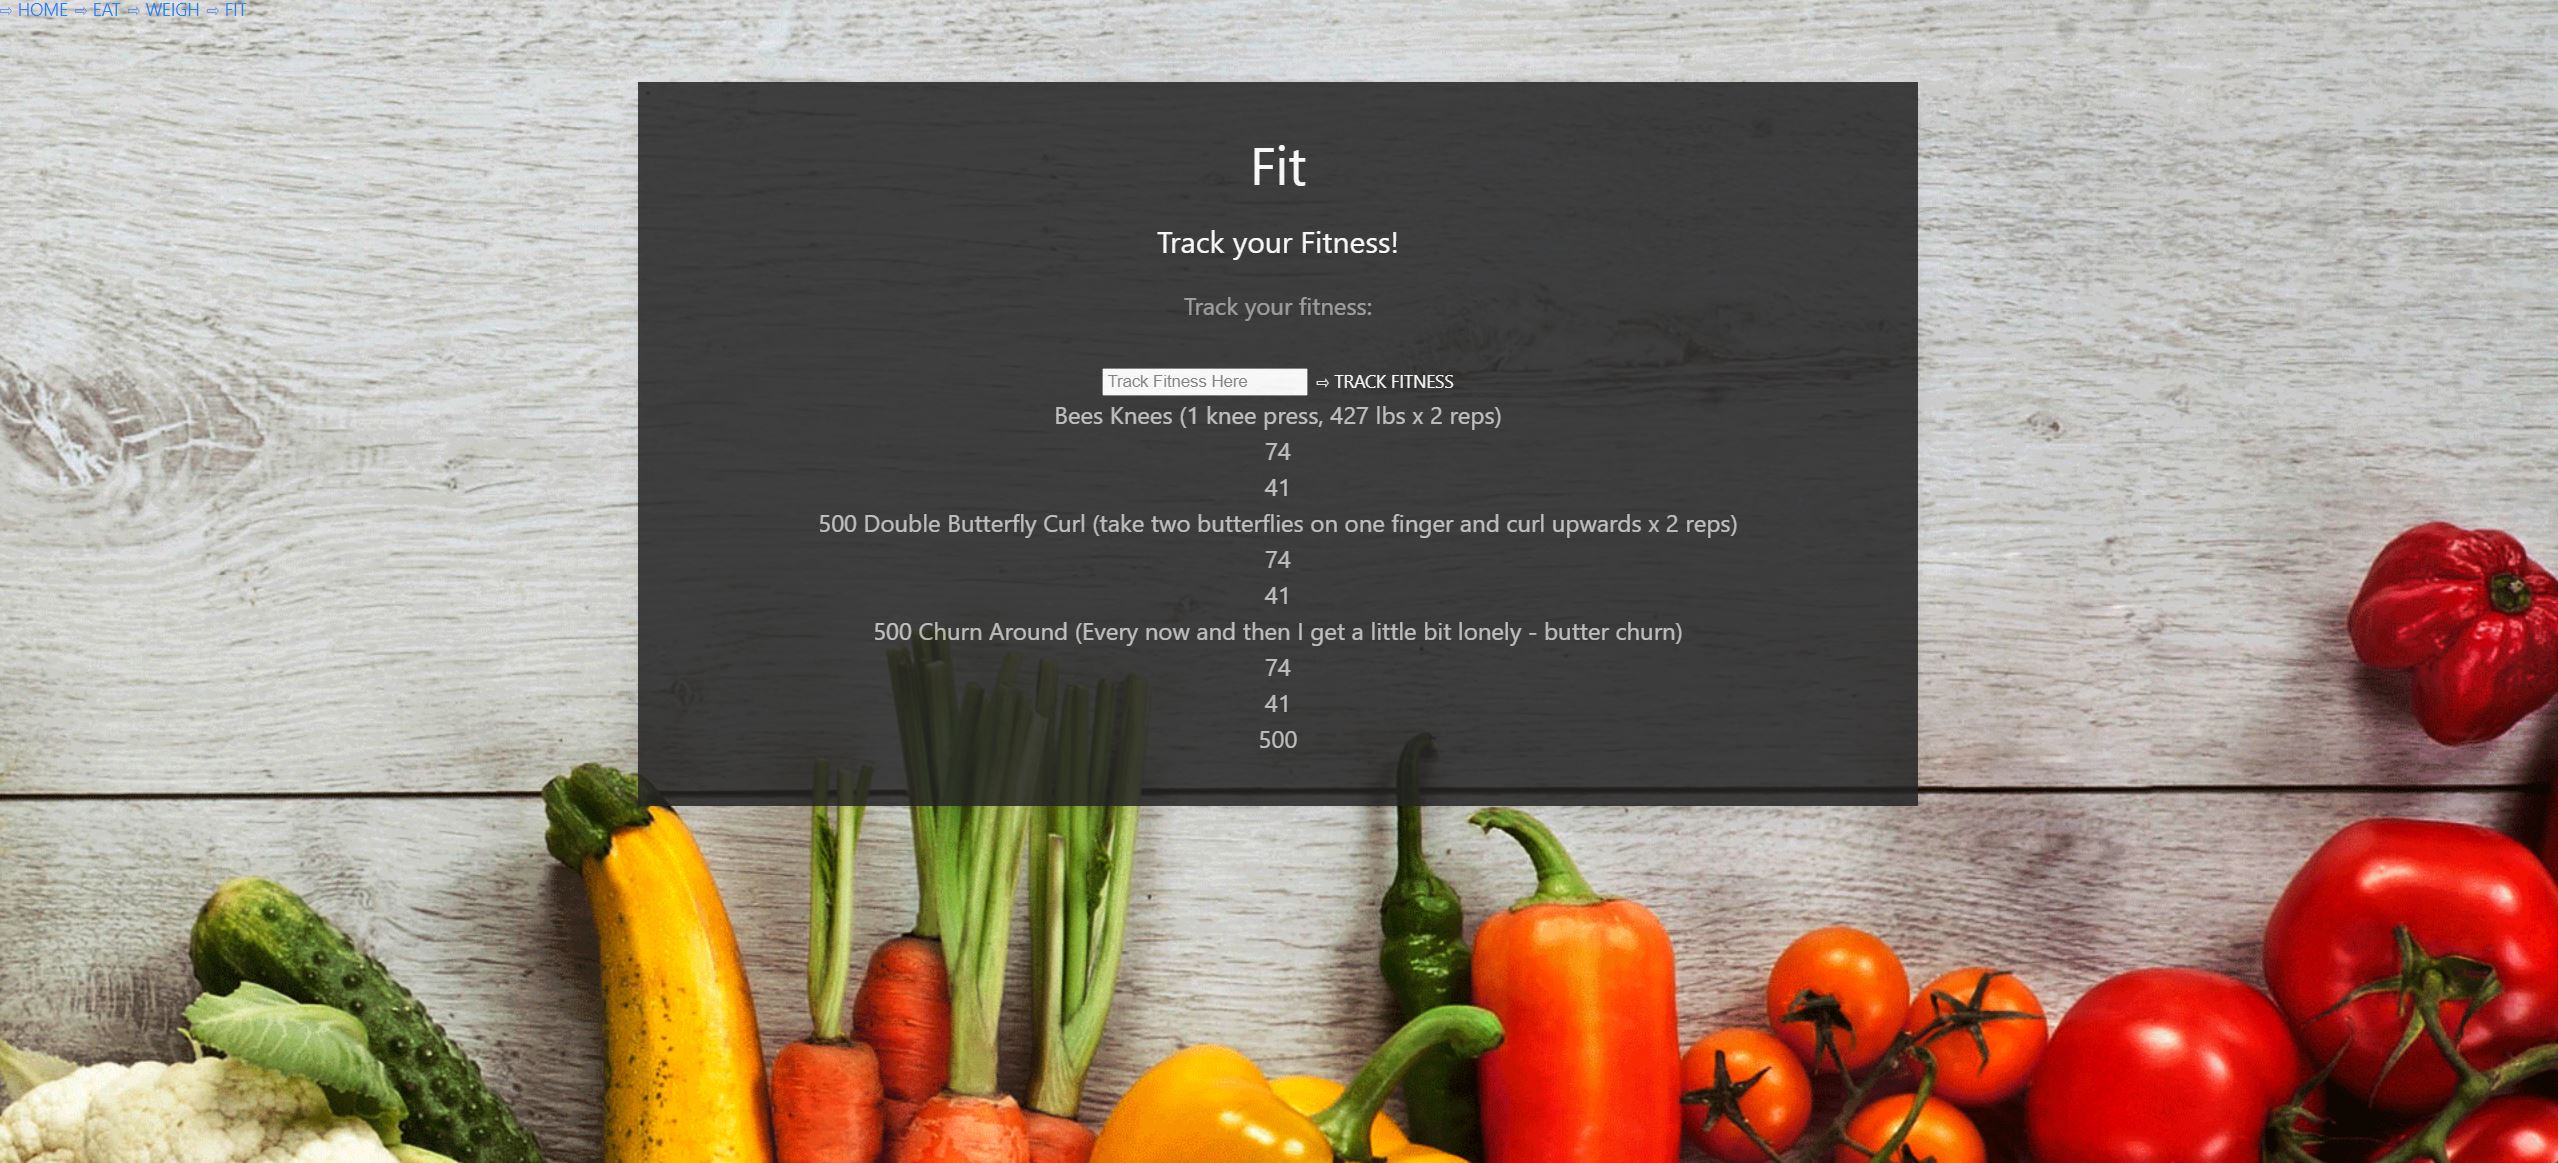 ⇨ HOME ⇨ EAT ⇨ WEIGH ⇨ FIT
Fit
Track your Fitness!
Track your fitness:
Track Fitness Here ⇨ TRACK FITNESS
Bees Knees (1 knee press, 427 lbs x 2 reps)
74
41
500 Double Butterfly Curl (take two butterflies on one finger and curl upwards x 2 reps)
74
41
500 Churn Around (Every now and then I get a little bit lonely - butter churn)
74
41
500